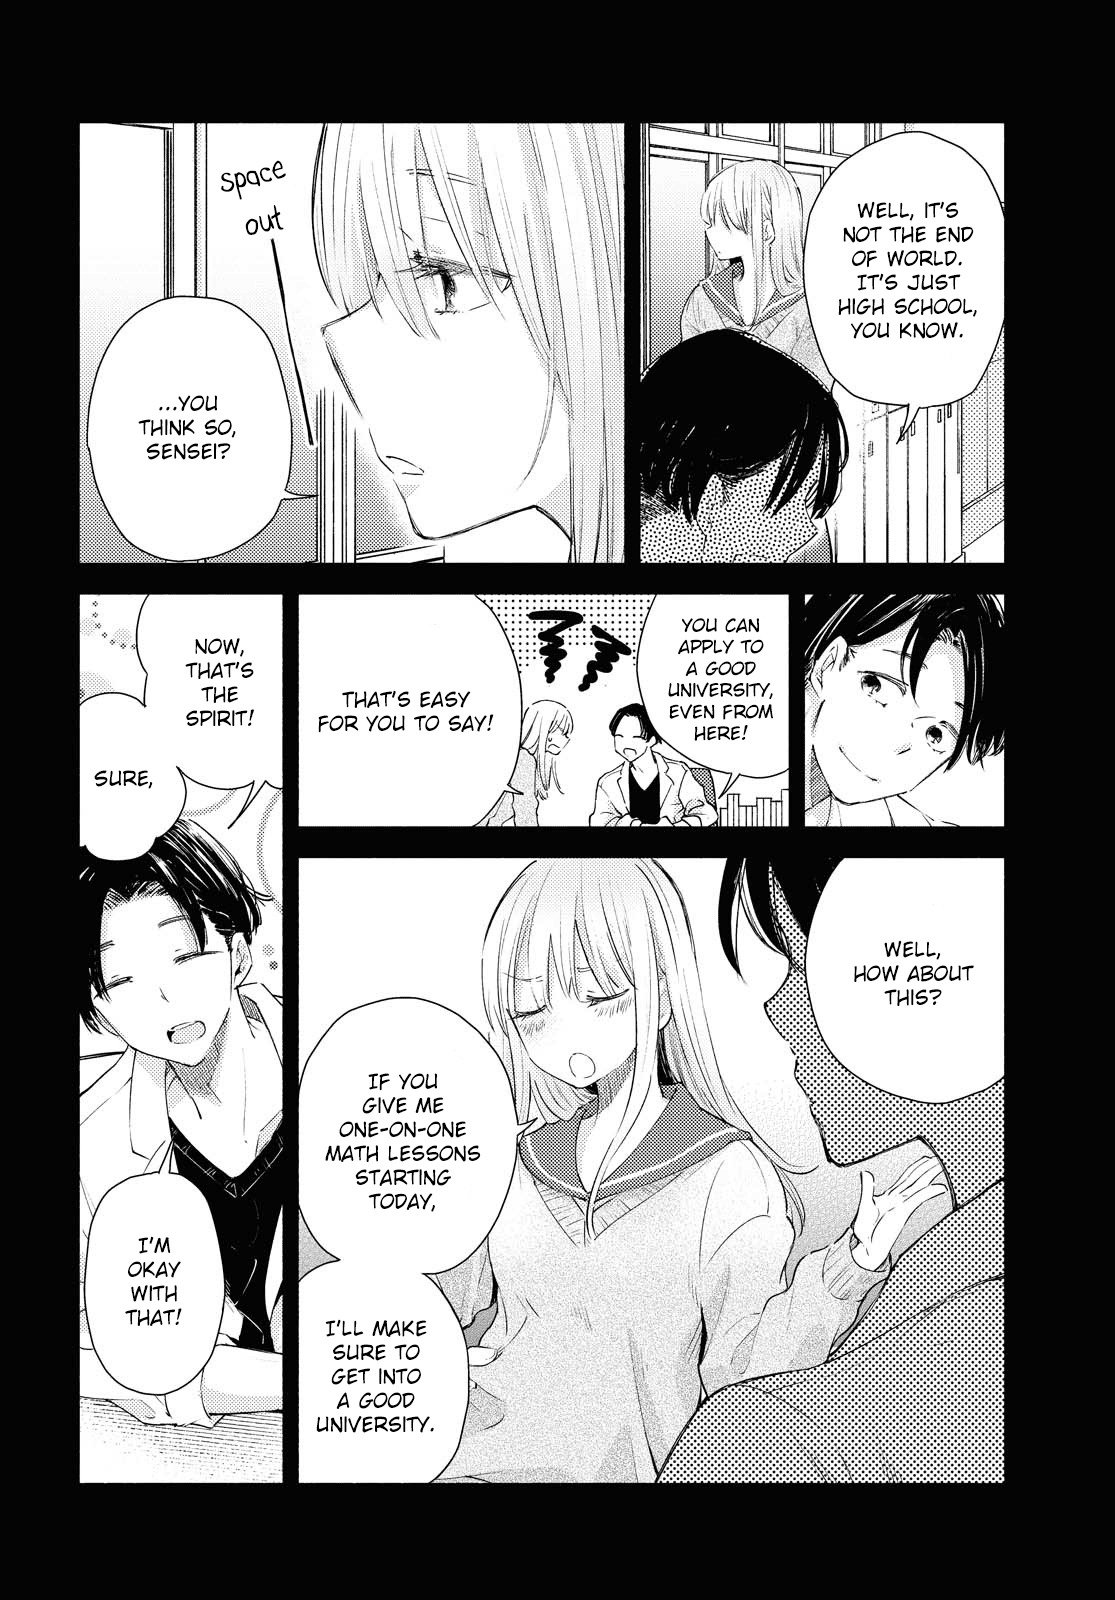 WELL, IT'S
NOT THE END
OF WORLD.
IT'S JUST
HIGH SCHOOL,
YOU KNOW.
space
out
...YOU
THINK SO,
SENSEI?
YOU CAN
APPLY TO
A GOOD
UNIVERSITY,
EVEN FROM
HERE!
THAT'S EASY
FOR YOU TO SAY!
WELL,
HOW ABOUT
THIS?
IF YOU
GIVE ME
ONE-ON-ONE
MATH LESSONS
STARTING
TODAY,
I'LL MAKE
SURE TO
GET INTO
A GOOD
UNIVERSITY.
NOW,
THAT'S
THE
SPIRIT!
SURE,
I'M
OKAY
WITH
THAT!